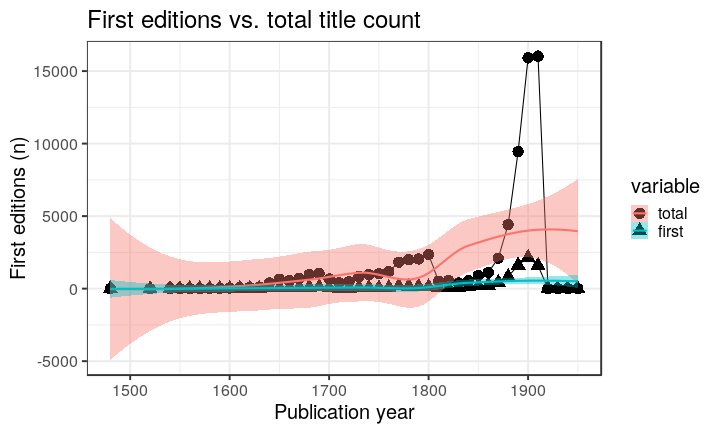 First editions vs. total title count
First editions (n)
15000
10000
5000
0
-5000
1500 1600 1700 1800 1900
Publication year
variable
total
first